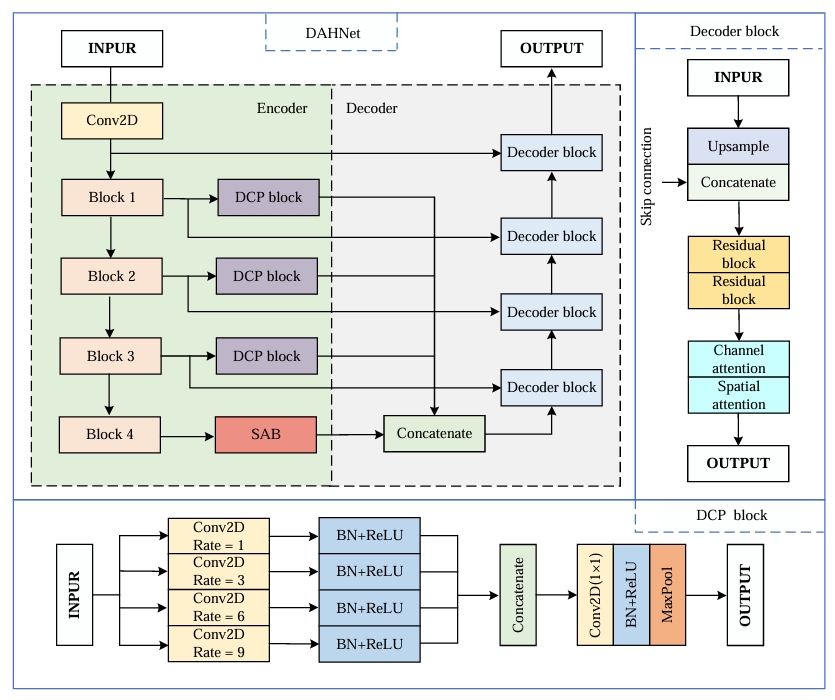 DAHNet
INPUR
OUTPUT
Encoder
Decoder
Conv2D
Decoder block
Block 1
DCP block
Decoder block
Block 2
DCP block
Decoder block
Block 3
DCP block
Decoder block
Block 4
SAB
Concatenate
Decoder block
INPUR
Skip connection
Upsample
Concatenate
Residual
block
Residual
block
Channel
attention
Spatial
attention
OUTPUT
DCP block
INPUR
Conv2D
Rate = 1
BN+ReLU
Conv2D
Rate = 3
BN+ReLU
Conv2D
Rate = 6
BN+ReLU
Conv2D
Rate = 9
BN+ReLU
Concatenate
Conv2D(1×1)
BN+ReLU
MaxPool
OUTPUT